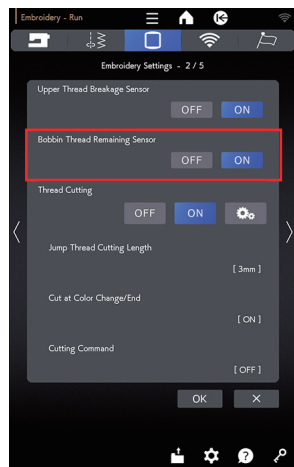 Embroidery - Run
Embroidery Settings - 2 / 5
Upper Thread Breakage Sensor
OFF ON
Bobbin Thread Remaining Sensor
OFF ON
Thread Cutting
OFF ON
Jump Thread Cutting Length
[ 3mm ]
Cut at Color Change/End
[ ON ]
Cutting Command
[ OFF ]
OK ×
?